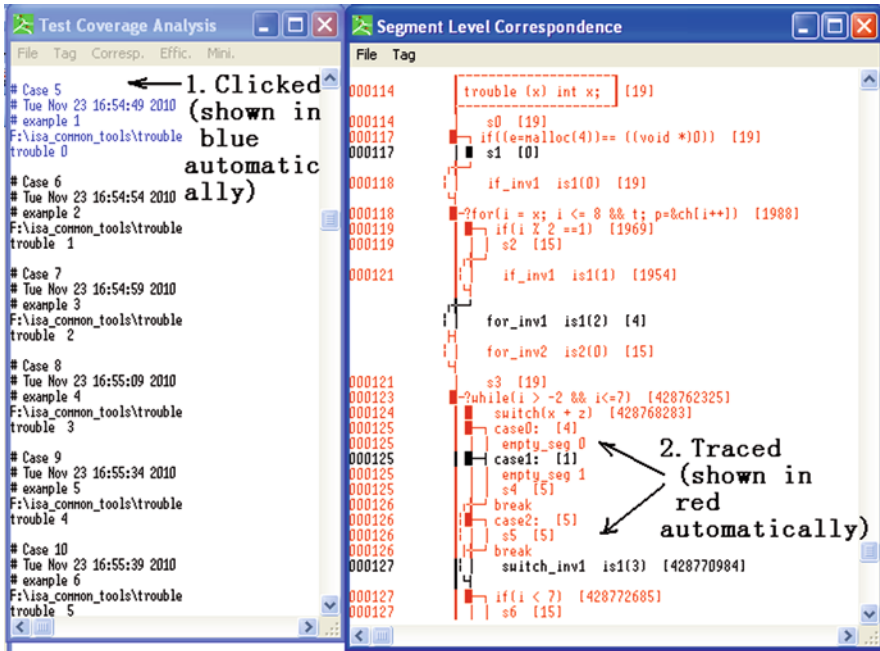 Test Coverage Analysis
File Tag Corresp. Effic. Mini.
# Case 5
# Tue Nov 23 16:54:49 2010
# example 1
F:\isa_common_tools\trouble
trouble 0
# Case 6
# Tue Nov 23 16:54:54 2010
# example 2
F:\isa_common_tools\trouble
trouble 1
# Case 7
# Tue Nov 23 16:54:59 2010
# example 3
F:\isa_common_tools\trouble
trouble 2
# Case 8
# Tue Nov 23 16:55:09 2010
# example 4
F:\isa_common_tools\trouble
trouble 3
# Case 9
# Tue Nov 23 16:55:34 2010
# example 5
F:\isa_common_tools\trouble
trouble 4
# Case 10
# Tue Nov 23 16:55:39 2010
# example 6
F:\isa_common_tools\trouble
trouble 5
1. Clicked
(shown in
blue
automatic
ally)
Segment Level Correspondence
File Tag
000114 trouble (x) int x; [19]
000114 s0 [19]
000117 if((e=malloc(4))== ((void *)0)) [19]
000117 s1 [0]
000118 if_inv1 is1(0) [19]
000118 ?for(i = x; i <= 8 && t; p=&ch[i++]) [1988]
000119 if(i % 2 ==1) [1969]
000119 s2 [15]
000121 if_inv1 is1(1) [1954]
for_inv1 is1(2) [4]
for_inv2 is2(0) [15]
000121 s3 [19]
000123 ?while(i > -2 && i<=7) [428762325]
000124 switch(x + z) [428768283]
000125 case0: [4]
000125 empty_seg 0
000125 case1: [1]
000125 empty_seg 1
000125 s4 [5]
000126 break
000126 case2: [5]
000126 s5 [5]
000126 break
000127 switch_inv1 is1(3) [428770984]
000127 if(i < 7) [428772685]
000127 s6 [15]
2. Traced
(shown in
red
automatically)